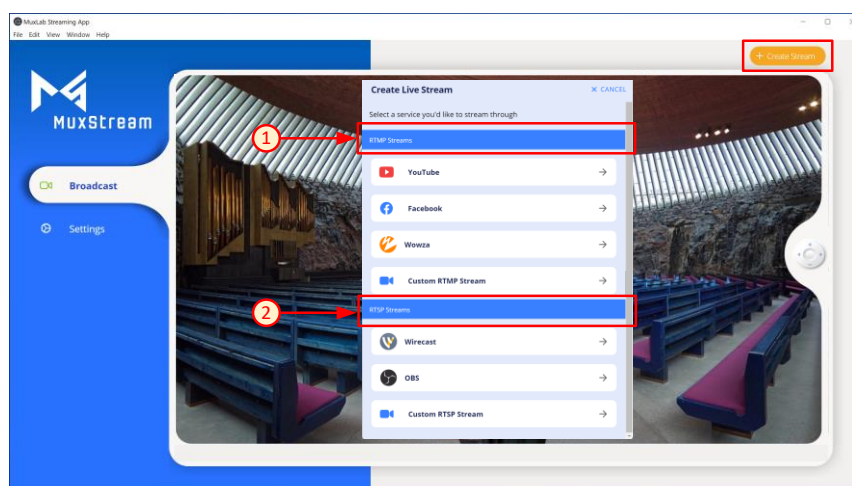 MuxLab Streaming App
File Edit View Window Help
+ Create Stream
MuxStream
Broadcast
Settings
Create Live Stream
× CANCEL
Select a service you'd like to stream through
1
RTMP Streams
YouTube
Facebook
Wowza
Custom RTMP Stream
2
RTSP Streams
Wirecast
OBS
Custom RTSP Stream